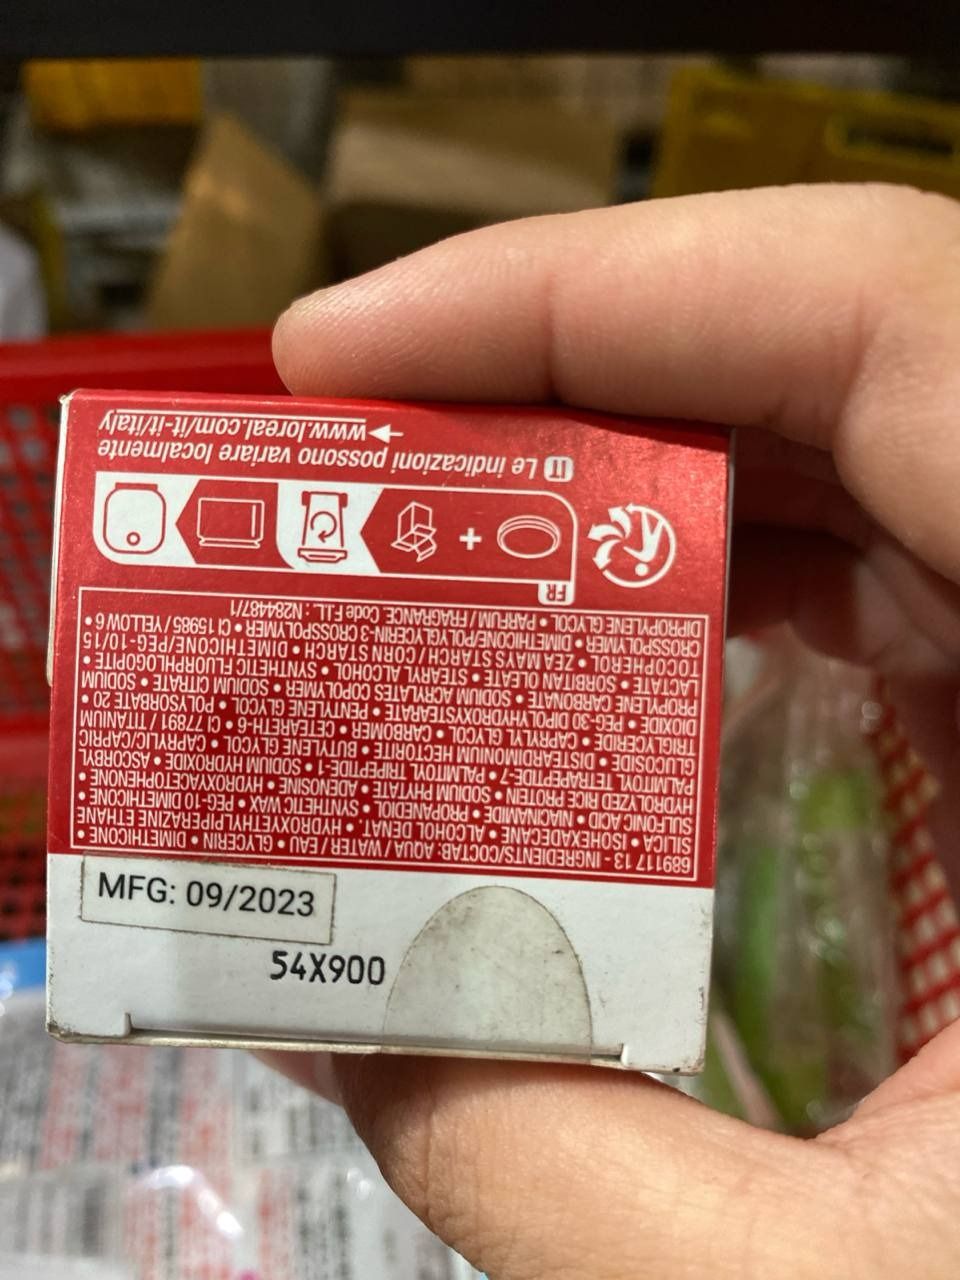 689117 13 - INGREDIENTS/СОСТАВ: AQUA / WATER / EAU • GLYCERIN • DIMETHICONE •
SILICA • ISOHEXADECANE • ALCOHOL DENAT. • HYDROXYETHYLPIPERAZINE ETHANE
SULFONIC ACID • NIACINAMIDE • PROPANEDIOL • SYNTHETIC WAX • PEG-10 DIMETHICONE •
HYDROLYZED RICE PROTEIN • SODIUM PHYTATE • ADENOSINE • HYDROXYACETOPHENONE •
PALMITOYL TETRAPEPTIDE-7 • PALMITOYL TRIPEPTIDE-1 • SODIUM HYDROXIDE • ASCORBYL
GLUCOSIDE • DISTEARDIMONIUM HECTORITE • BUTYLENE GLYCOL • CAPRYLIC/CAPRIC
TRIGLYCERIDE • CAPRYLYL GLYCOL • CARBOMER • CETEARETH-6 • CI 77891 / TITANIUM
DIOXIDE • PEG-30 DIPOLYHYDROXYSTEARATE • PENTYLENE GLYCOL • POLYSORBATE 20 •
PROPYLENE CARBONATE • SODIUM ACRYLATES COPOLYMER • SODIUM CITRATE • SODIUM
LACTATE • SORBITAN OLEATE • STEARYL ALCOHOL • SYNTHETIC FLUORPHLOGOPITE •
TOCOPHEROL • ZEA MAYS STARCH / CORN STARCH • DIMETHICONE/PEG-10/15
CROSSPOLYMER • DIMETHICONE/POLYGLYCERIN-3 CROSSPOLYMER • CI 15985 / YELLOW 6 •
DIPROPYLENE GLYCOL • PARFUM / FRAGRANCE. Code F.I.L.: N284487/1
FR
IT Le indicazioni possono variare localmente
www.loreal.com/it-it/italy
MFG: 09/2023
54X900